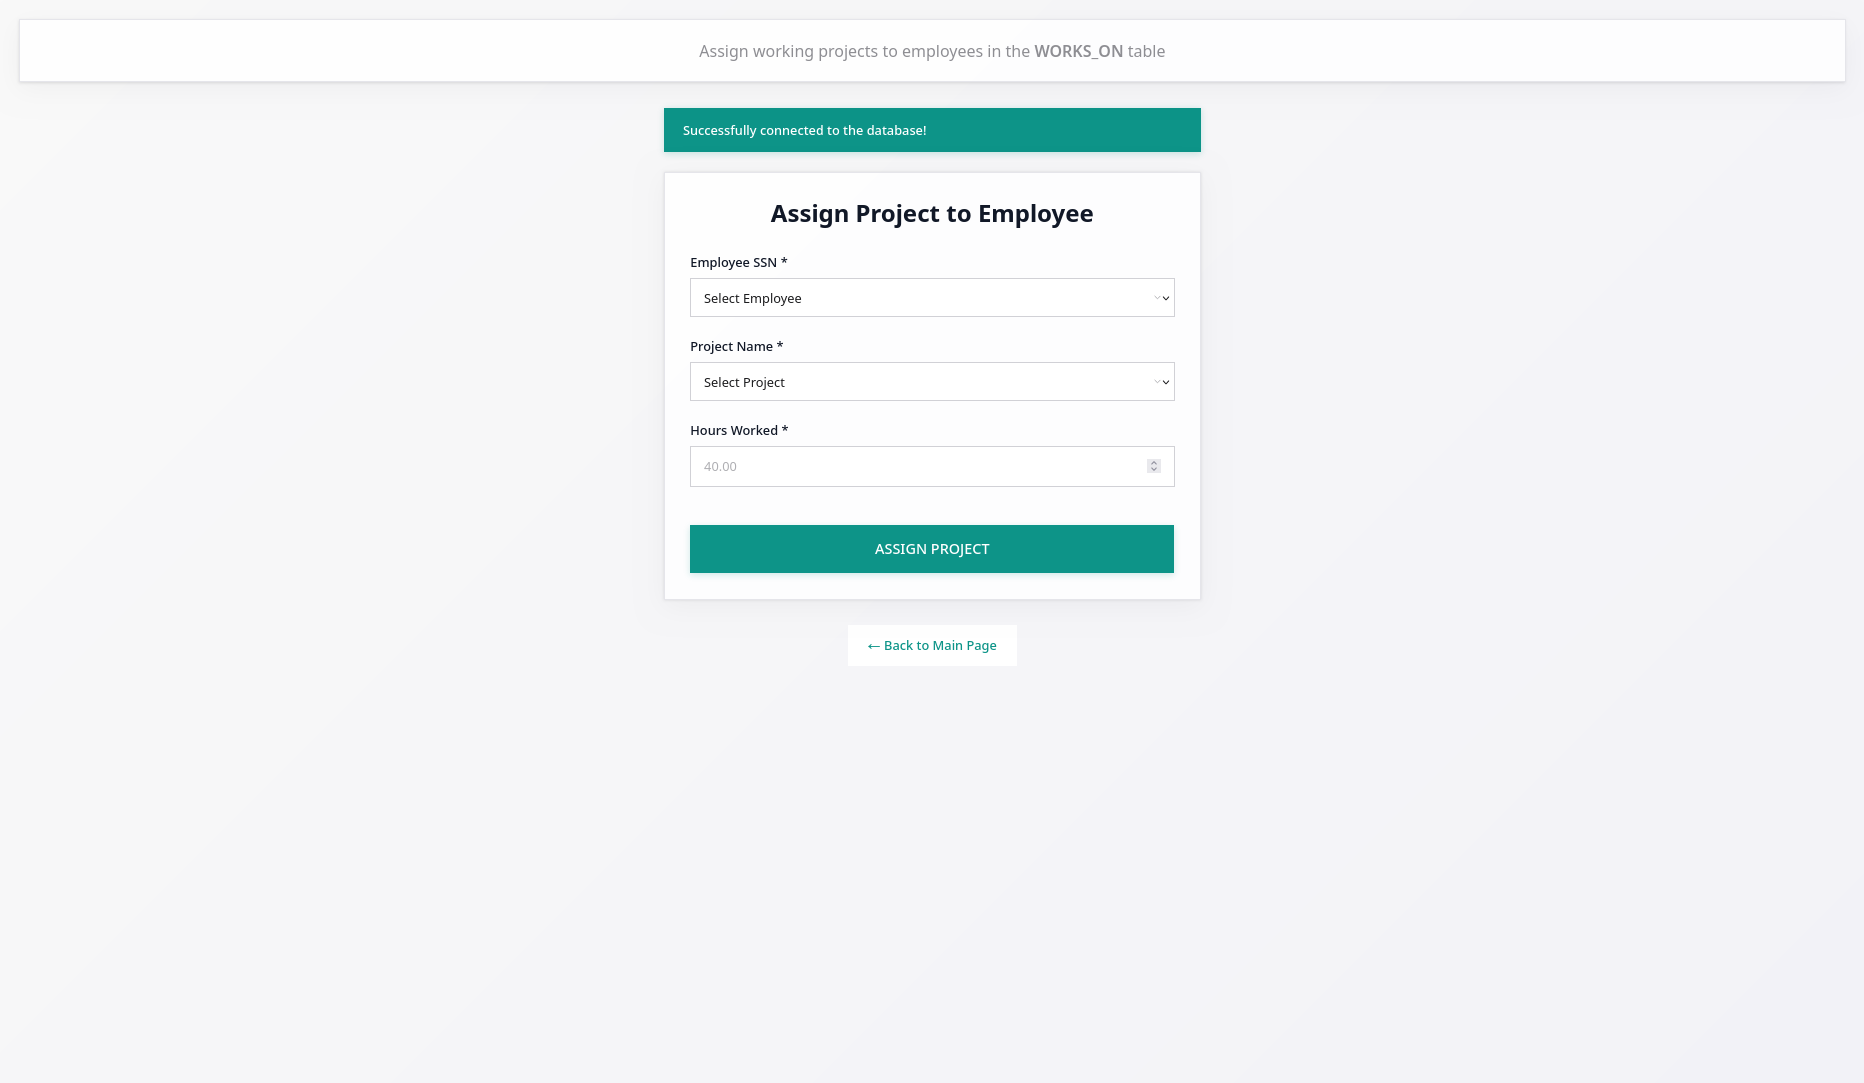 Assign working projects to employees in the WORKS_ON table
Successfully connected to the database!
Assign Project to Employee
Employee SSN *
Select Employee
Project Name *
Select Project
Hours Worked *
40.00
ASSIGN PROJECT
← Back to Main Page